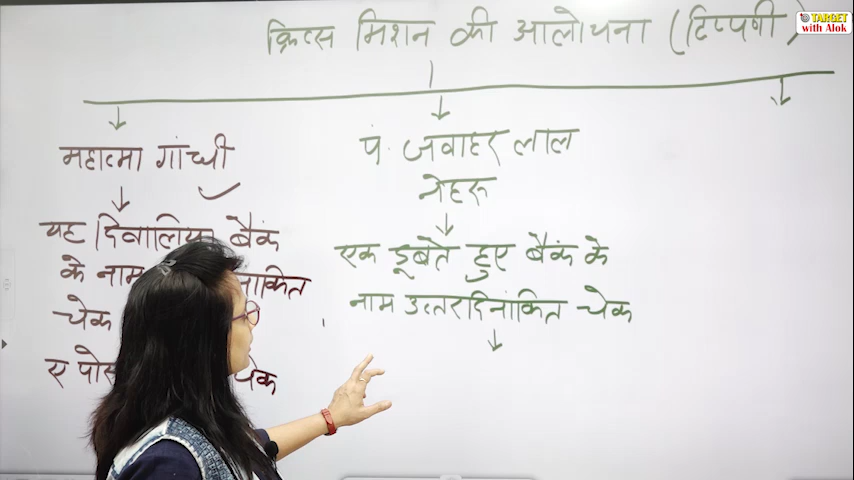 TARGET
with Alok
क्रिप्स मिशन की आलोचना (टिप्पणी)
महात्मा गांधी
यह दिवालिया बैंक
के नाम नांकित
चेक
ए पोस चेक
पं. जवाहर लाल
नेहरू
एक डूबते हुए बैंक के
नाम उत्तरदिनांकित चेक